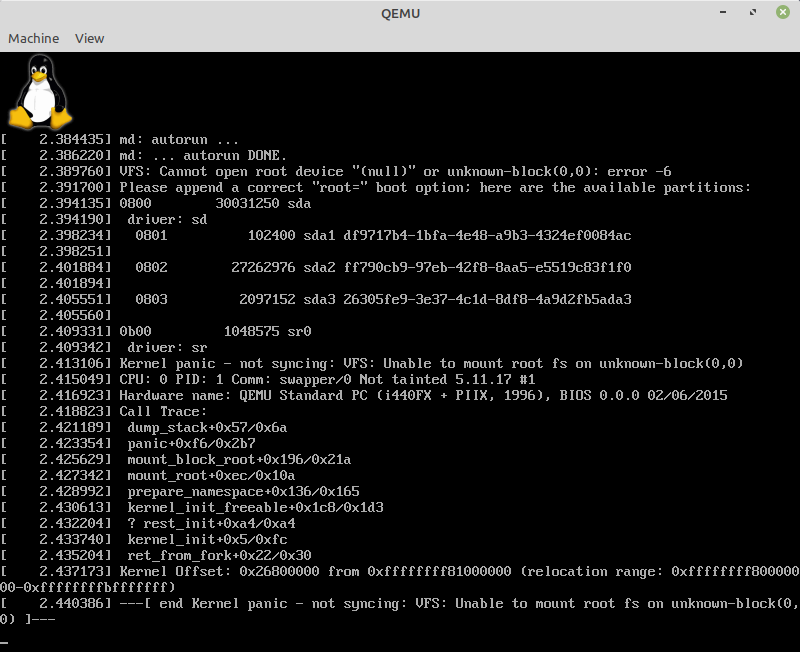 QEMU
Machine View
[    2.384435] md: autorun ...
[    2.386220] md: ... autorun DONE.
[    2.389760] VFS: Cannot open root device "(null)" or unknown-block(0,0): error -6
[    2.391700] Please append a correct "root=" boot option; here are the available partitions:
[    2.394135] 0800        30031250 sda
[    2.394190]  driver: sd
[    2.398234]   0801          102400 sda1 df9717b4-1bfa-4e48-a9b3-4324ef0084ac
[    2.398251]
[    2.401884]   0802        27262976 sda2 ff790cb9-97eb-42f8-8aa5-e5519c83f1f0
[    2.401894]
[    2.405551]   0803         2097152 sda3 26305fe9-3e37-4c1d-8df8-4a9d2fb5ada3
[    2.405560]
[    2.409331] 0b00         1048575 sr0
[    2.409342]  driver: sr
[    2.413106] Kernel panic - not syncing: VFS: Unable to mount root fs on unknown-block(0,0)
[    2.415049] CPU: 0 PID: 1 Comm: swapper/0 Not tainted 5.11.17 #1
[    2.416923] Hardware name: QEMU Standard PC (i440FX + PIIX, 1996), BIOS 0.0.0 02/06/2015
[    2.418823] Call Trace:
[    2.421189]  dump_stack+0x57/0x6a
[    2.423354]  panic+0xf6/0x2b7
[    2.425629]  mount_block_root+0x196/0x21a
[    2.427342]  mount_root+0xec/0x10a
[    2.428992]  prepare_namespace+0x136/0x165
[    2.430613]  kernel_init_freeable+0x1c8/0x1d3
[    2.432204]  ? rest_init+0xa4/0xa4
[    2.433740]  kernel_init+0x5/0xfc
[    2.435204]  ret_from_fork+0x22/0x30
[    2.437173] Kernel Offset: 0x26800000 from 0xffffffff81000000 (relocation range: 0xffffffff800000
00-0xffffffffbfffffff)
[    2.440386] ---[ end Kernel panic - not syncing: VFS: Unable to mount root fs on unknown-block(0,
0) ]---